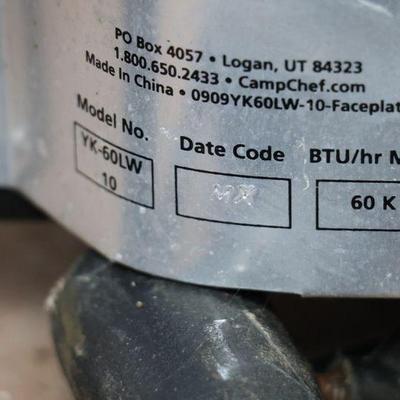 PO Box 4057 • Logan, UT 84323
1.800.650.2433 • CampChef.com
Made In China • 0909YK60LW-10-Faceplat
Model No. Date Code BTU/hr M
YK-60LW
10
60 K